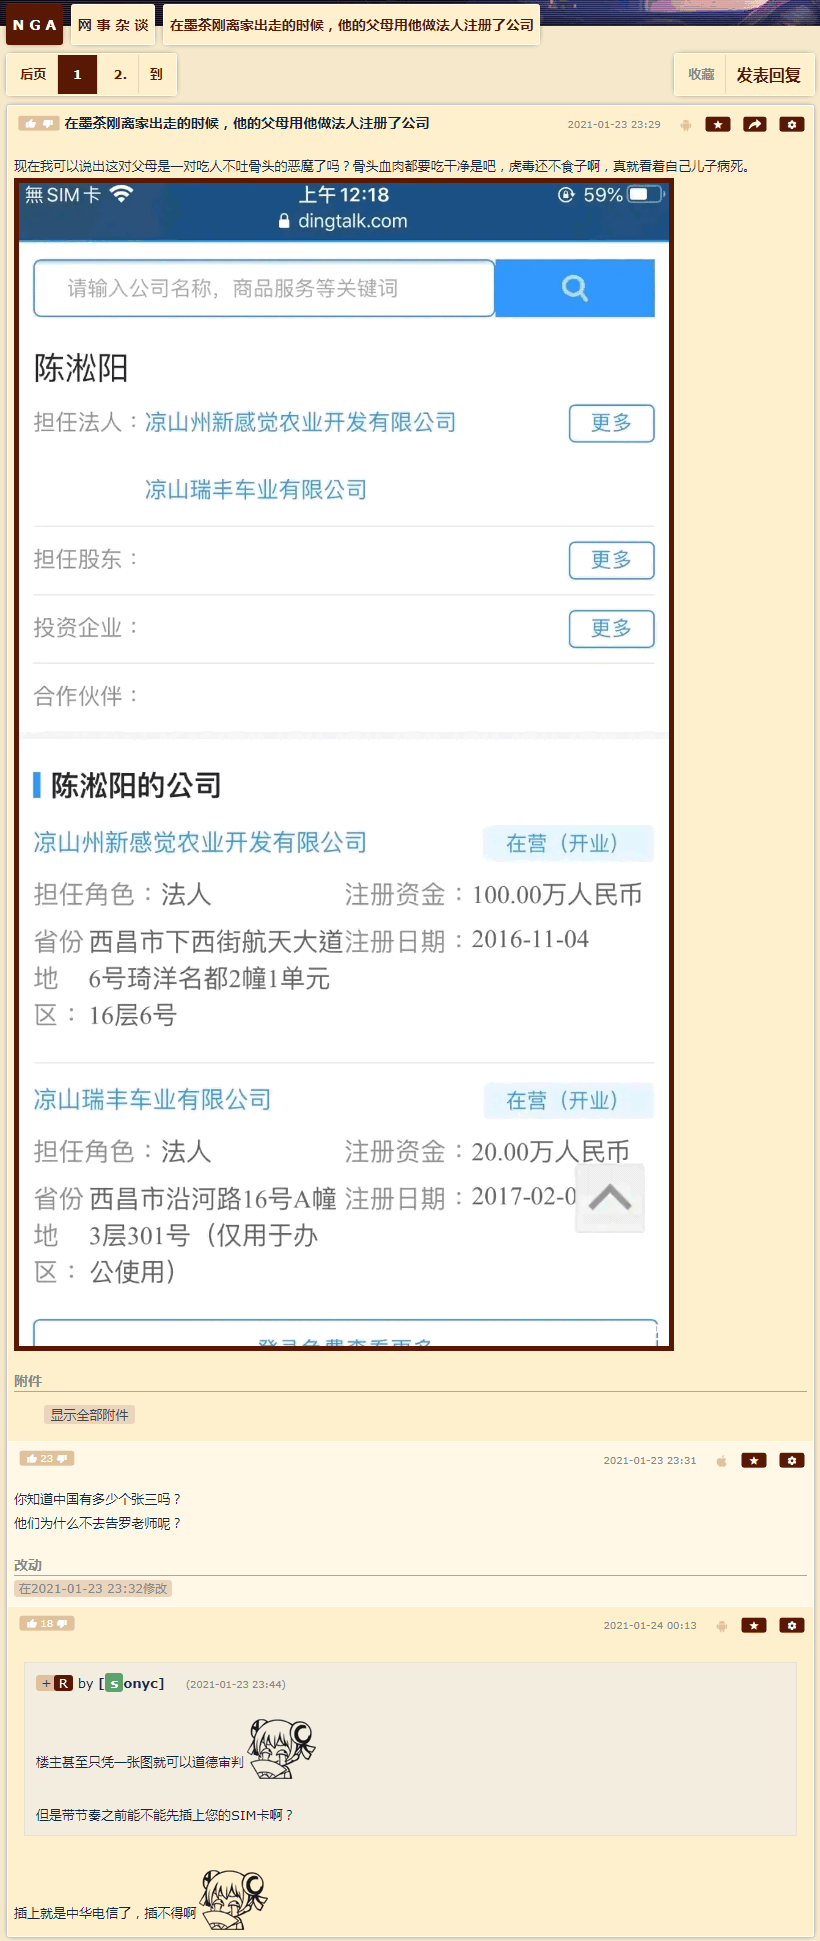 NGA 网事杂谈 在墨茶刚离家出走的时候，他的父母用他做法人注册了公司
后页 1 2. 到 收藏 发表回复
在墨茶刚离家出走的时候，他的父母用他做法人注册了公司 2021-01-23 23:29
现在我可以说出这对父母是一对吃人不吐骨头的恶魔了吗？骨头血肉都要吃干净是吧，虎毒还不食子啊，真就看着自己儿子病死。
無SIM卡 上午12:18 59%
dingtalk.com
请输入公司名称，商品服务等关键词
陈淞阳
担任法人：凉山州新感觉农业开发有限公司 更多
凉山瑞丰车业有限公司
担任股东： 更多
投资企业： 更多
合作伙伴：
陈淞阳的公司
凉山州新感觉农业开发有限公司 在营（开业）
担任角色：法人 注册资金：100.00万人民币
省份 西昌市下西街航天大道 注册日期：2016-11-04
地 6号琦洋名都2幢1单元
区： 16层6号
凉山瑞丰车业有限公司 在营（开业）
担任角色：法人 注册资金：20.00万人民币
省份 西昌市沿河路16号A幢 注册日期：2017-02-0
地 3层301号（仅用于办
区： 公使用）
登录免费查看更多
附件
显示全部附件
23 2021-01-23 23:31
你知道中国有多少个张三吗？
他们为什么不去告罗老师呢？
改动
在2021-01-23 23:32修改
18 2021-01-24 00:13
+R by [sonyc] (2021-01-23 23:44)
楼主甚至只凭一张图就可以道德审判
但是带节奏之前能不能先插上您的SIM卡啊？
插上就是中华电信了，插不得啊